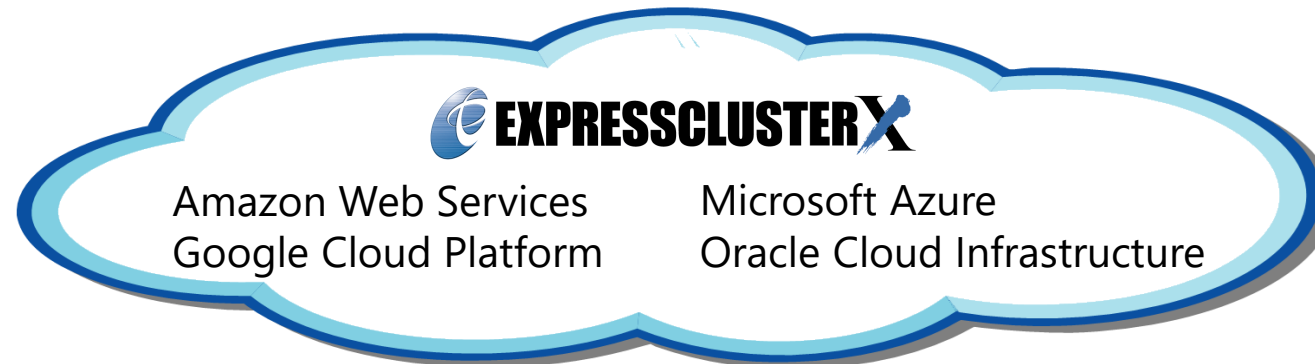 EXPRESSCLUSTER X
Amazon Web Services
Google Cloud Platform
Microsoft Azure
Oracle Cloud Infrastructure